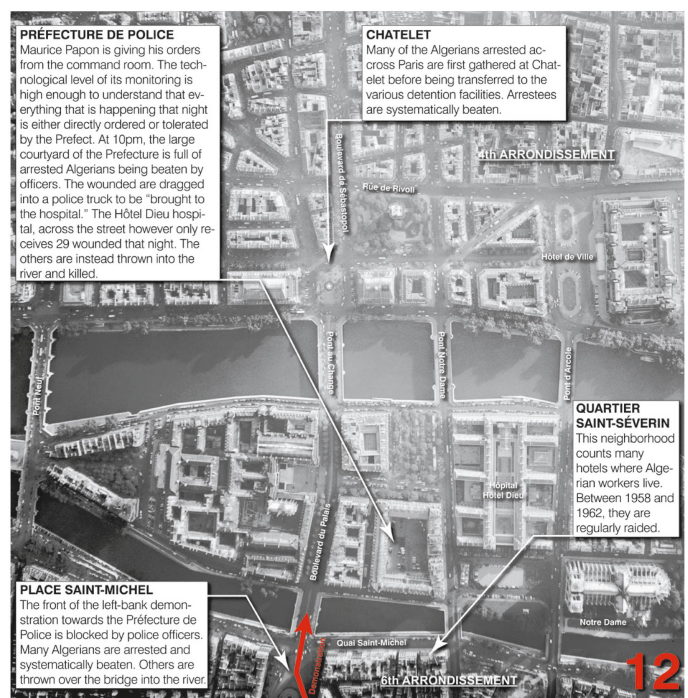 PRÉFECTURE DE POLICE
Maurice Papon is giving his orders
from the command room. The tech-
nological level of its monitoring is
high enough to understand that ev-
erything that is happening that night
is either directly ordered or tolerated
by the Prefect. At 10pm, the large
courtyard of the Prefecture is full of
arrested Algerians being beaten by
officers. The wounded are dragged
into a police truck to be “brought to
the hospital.” The Hôtel Dieu hospi-
tal, across the street however only re-
ceives 29 wounded that night. The
others are instead thrown into the
river and killed.
CHATELET
Many of the Algerians arrested ac-
cross Paris are first gathered at Chat-
elet before being transferred to the
various detention facilities. Arrestees
are systematically beaten.
4th ARRONDISSEMENT
Boulevard de Sébastopol
Rue de Rivoli
Hôtel de Ville
Pont Neuf
Pont au Change
Pont Notre Dame
Pont d'Arcole
QUARTIER
SAINT-SÉVERIN
This neighborhood
counts many
hotels where Alge-
rian workers live.
Between 1958 and
1962, they are
regularly raided.
Hôpital
Hôtel Dieu
Boulevard du Palais
PLACE SAINT-MICHEL
The front of the left-bank demon-
stration towards the Préfecture de
Police is blocked by police officers.
Many Algerians are arrested and
systematically beaten. Others are
thrown over the bridge into the river.
Notre Dame
Quai Saint-Michel
Demonstration
6th ARRONDISSEMENT
12